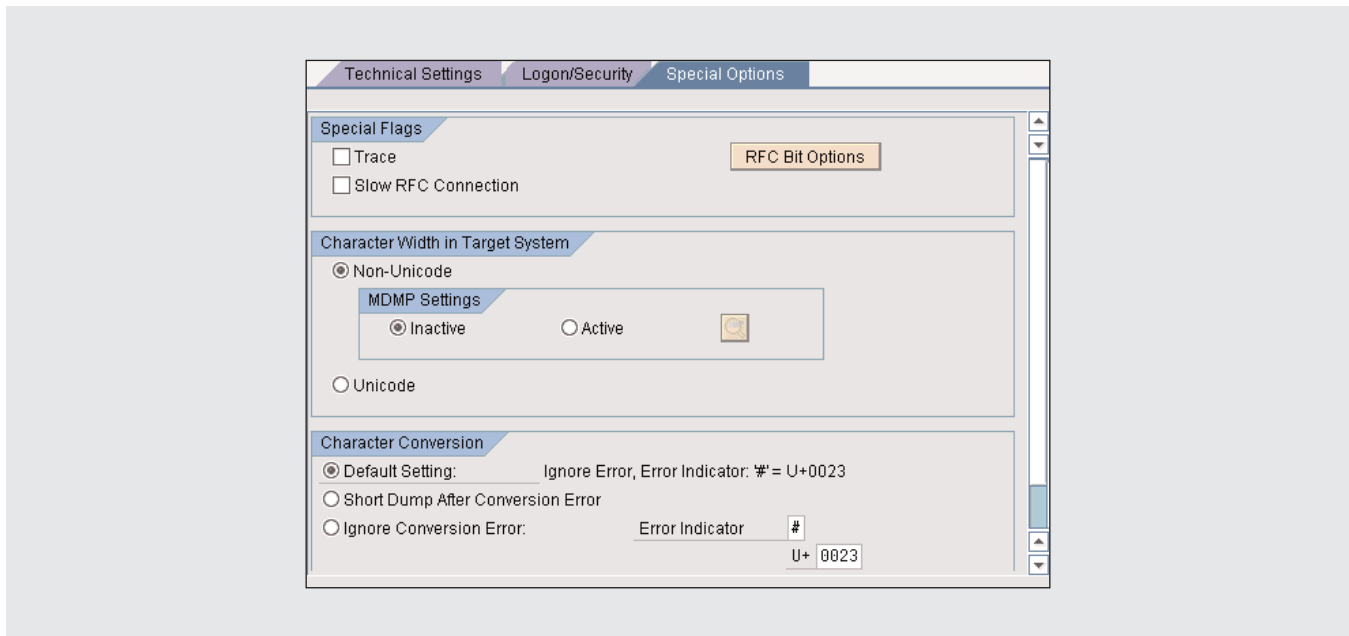 Technical Settings Logon/Security Special Options
Special Flags
Trace RFC Bit Options
Slow RFC Connection
Character Width in Target System
Non-Unicode
MDMP Settings
Inactive Active
Unicode
Character Conversion
Default Setting: Ignore Error, Error Indicator: '#' = U+0023
Short Dump After Conversion Error
Ignore Conversion Error: Error Indicator #
U+ 0023